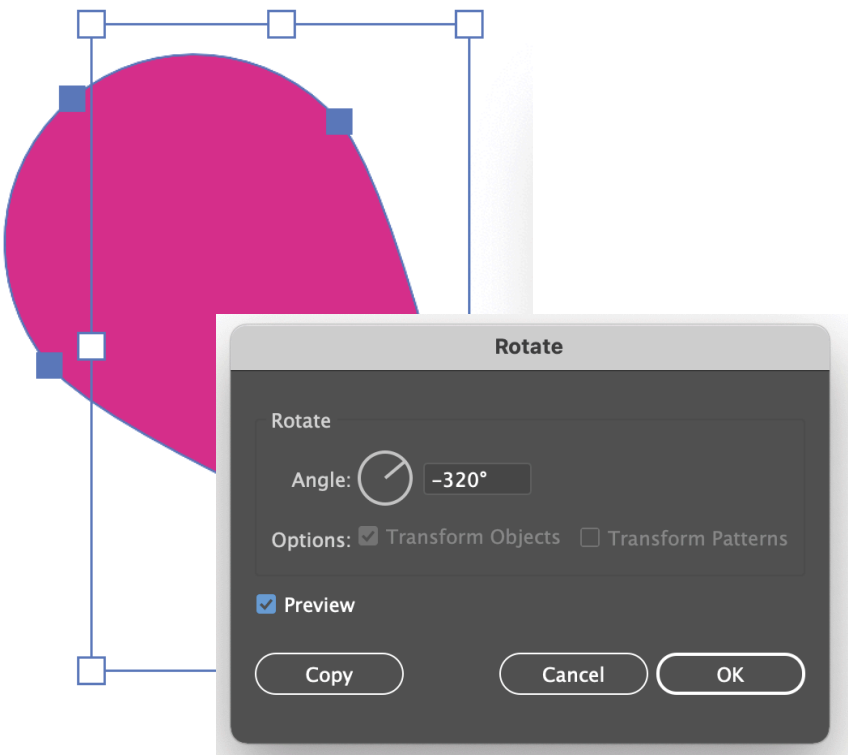 Rotate
Rotate
Angle: -320°
Options: Transform Objects Transform Patterns
Preview
Copy Cancel OK